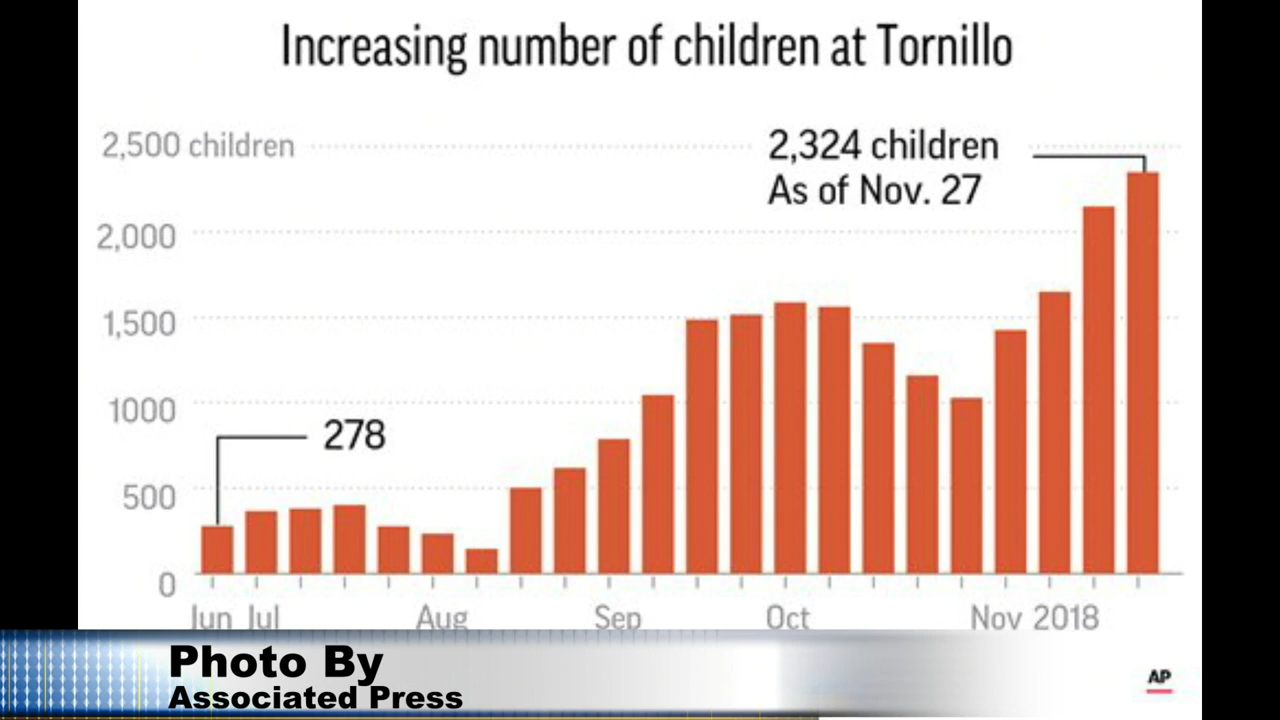 Increasing number of children at Tornillo
2,500 children
2,324 children
As of Nov. 27
2,000
1,500
1000
278
500
0
Jun Jul Aug Sep Oct Nov 2018
Photo By
Associated Press
AP